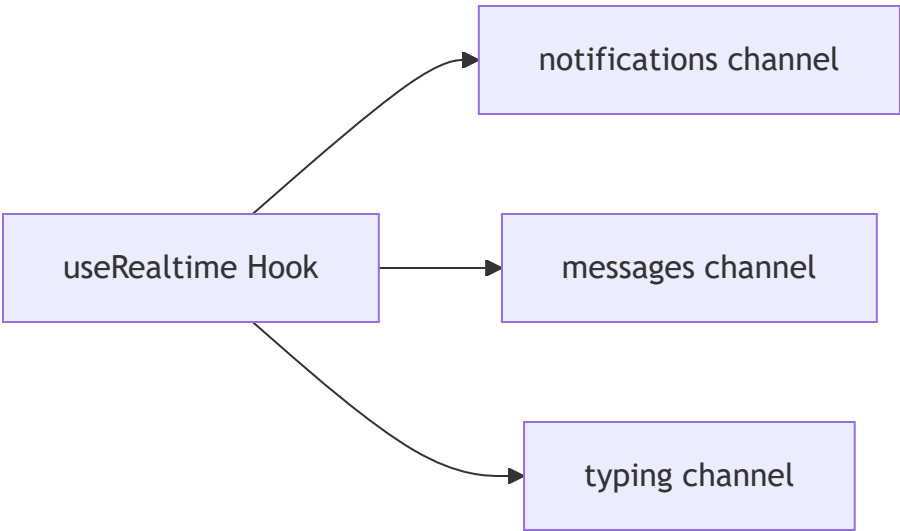 notifications channel
useRealtime Hook
messages channel
typing channel